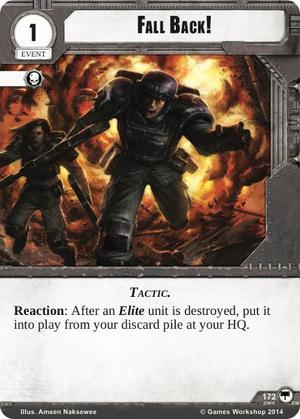 1
EVENT
FALL BACK!
TACTIC.
Reaction: After an Elite unit is destroyed, put it
into play from your discard pile at your HQ.
172
Illus. Ameen Naksewee
© Games Workshop 2014